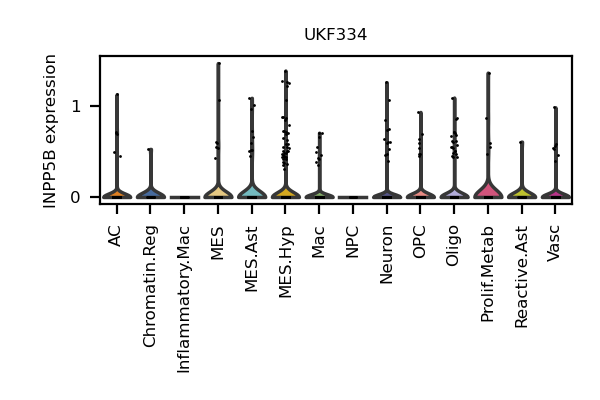 UKF334
INPP5B expression
1
0
AC
Chromatin.Reg
Inflammatory.Mac
MES
MES.Ast
MES.Hyp
Mac
NPC
Neuron
OPC
Oligo
Prolif.Metab
Reactive.Ast
Vasc